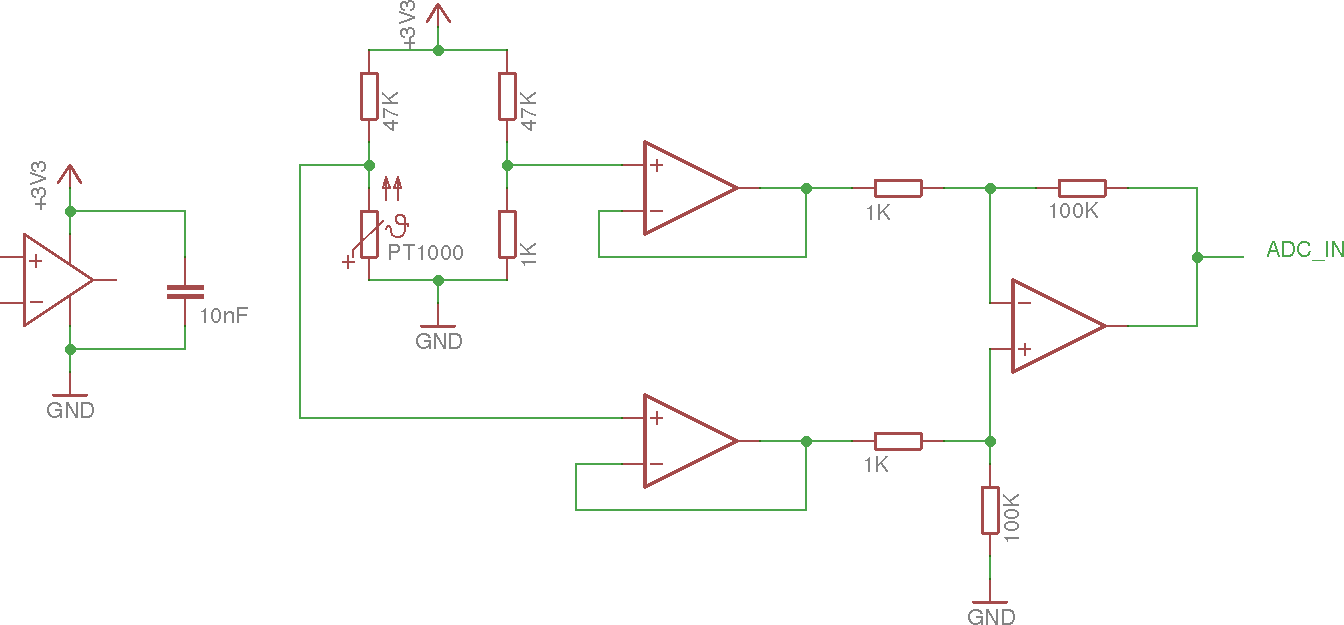 +3V3
10nF
GND
+3V3
47K
47K
PT1000
1K
GND
1K
100K
ADC_IN
1K
100K
GND